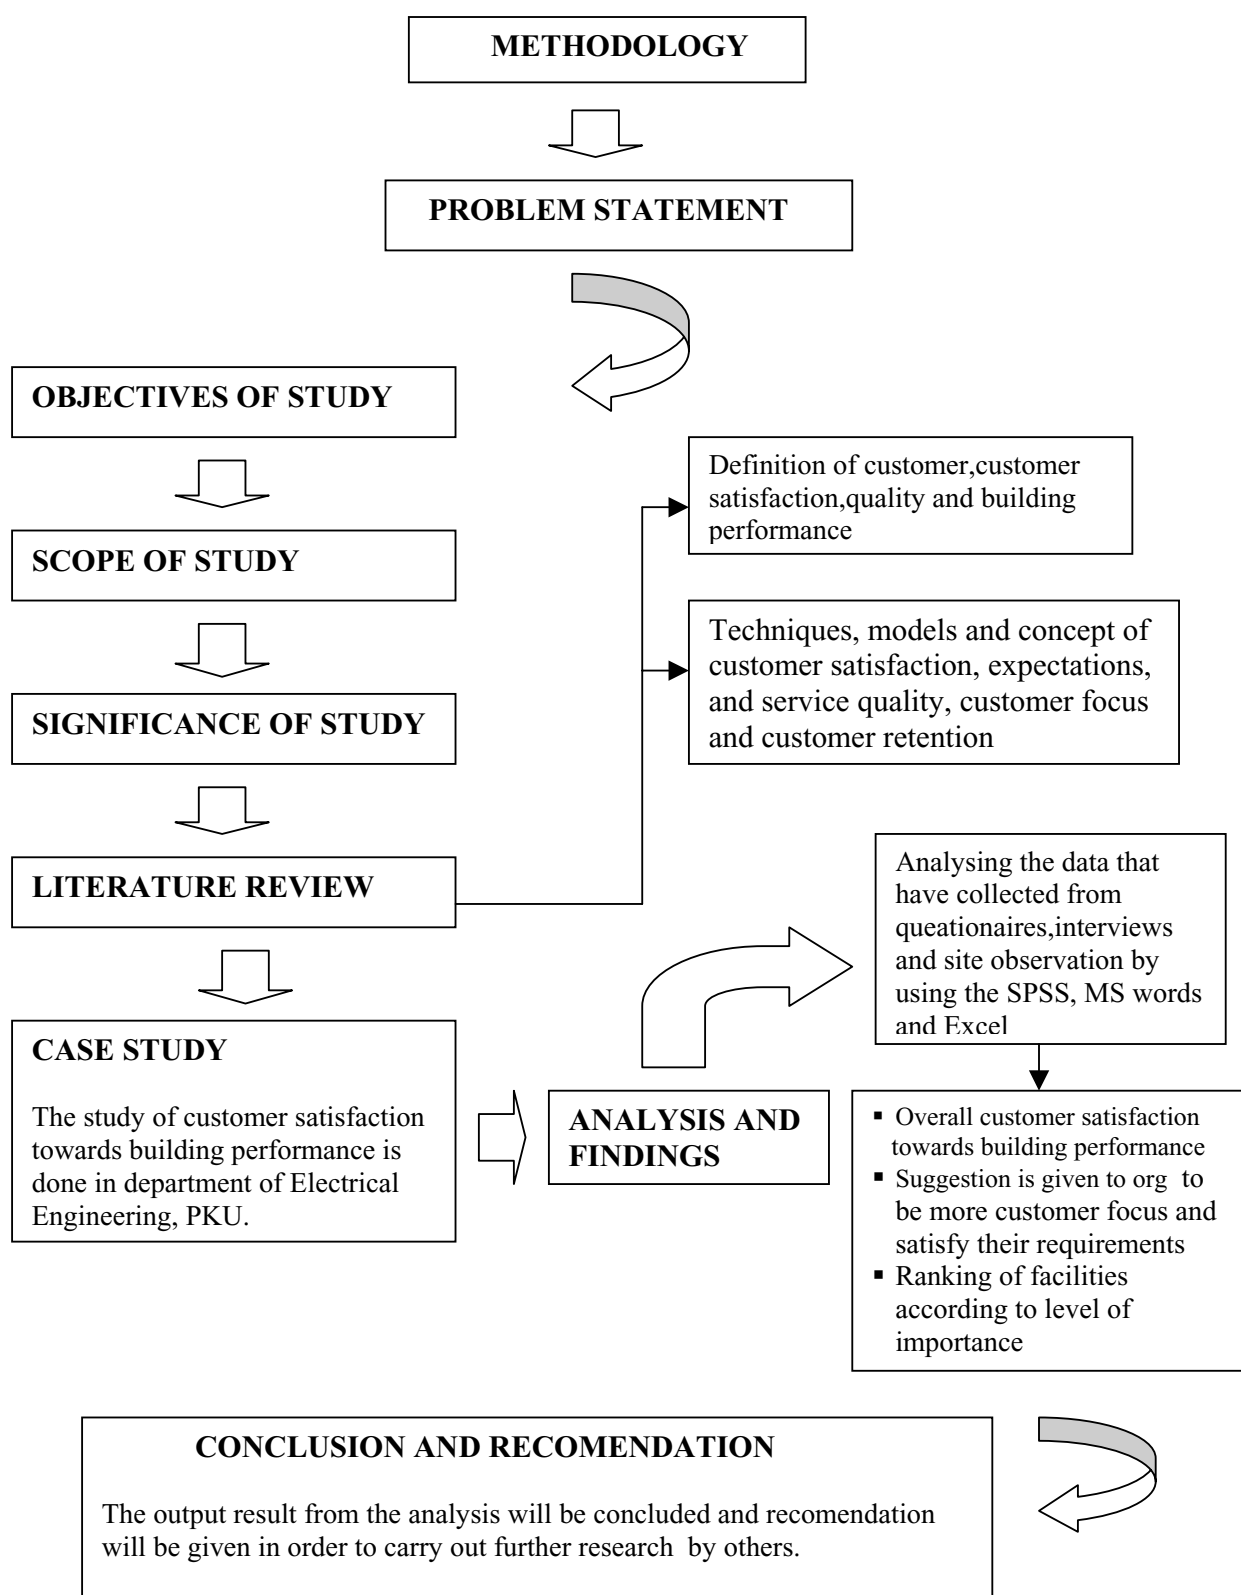 METHODOLOGY
PROBLEM STATEMENT
OBJECTIVES OF STUDY
SCOPE OF STUDY
SIGNIFICANCE OF STUDY
LITERATURE REVIEW
Definition of customer,customer
satisfaction,quality and building
performance
Techniques, models and concept of
customer satisfaction, expectations,
and service quality, customer focus
and customer retention
CASE STUDY
The study of customer satisfaction
towards building performance is
done in department of Electrical
Engineering, PKU.
ANALYSIS AND
FINDINGS
Analysing the data that
have collected from
queationaires,interviews
and site observation by
using the SPSS, MS words
and Excel
▪ Overall customer satisfaction
towards building performance
▪ Suggestion is given to org to
be more customer focus and
satisfy their requirements
▪ Ranking of facilities
according to level of
importance
CONCLUSION AND RECOMENDATION
The output result from the analysis will be concluded and recomendation
will be given in order to carry out further research by others.